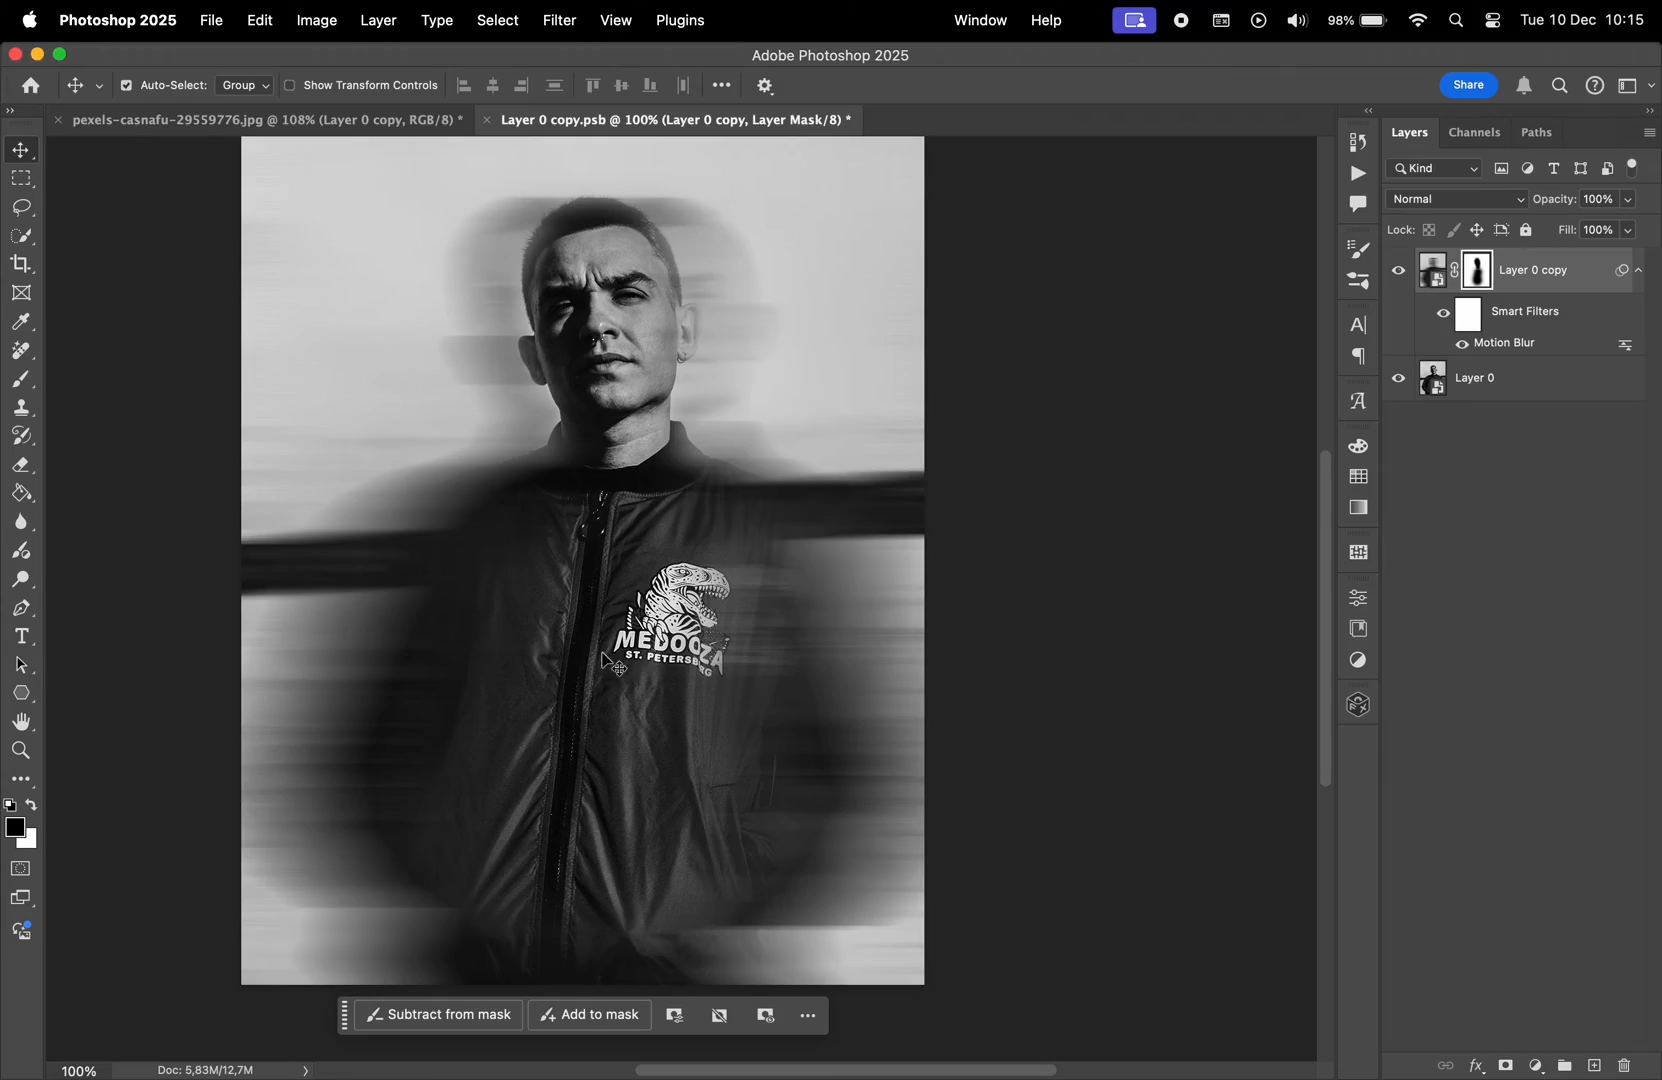 Photoshop 2025 File Edit Image Layer Type Select Filter View Plugins Window Help 98% Tue 10 Dec 10:15
Adobe Photoshop 2025
Auto-Select: Group Show Transform Controls Share
pexels-casnafu-29559776.jpg @ 108% (Layer 0 copy, RGB/8) * Layer 0 copy.psb @ 100% (Layer 0 copy, Layer Mask/8) *
Layers Channels Paths
Kind
Normal Opacity: 100%
Lock: Fill: 100%
Layer 0 copy
Smart Filters
Motion Blur
Layer 0
MEDOOZA
ST. PETERSBURG
Subtract from mask Add to mask
100% Doc: 5,83M/12,7M